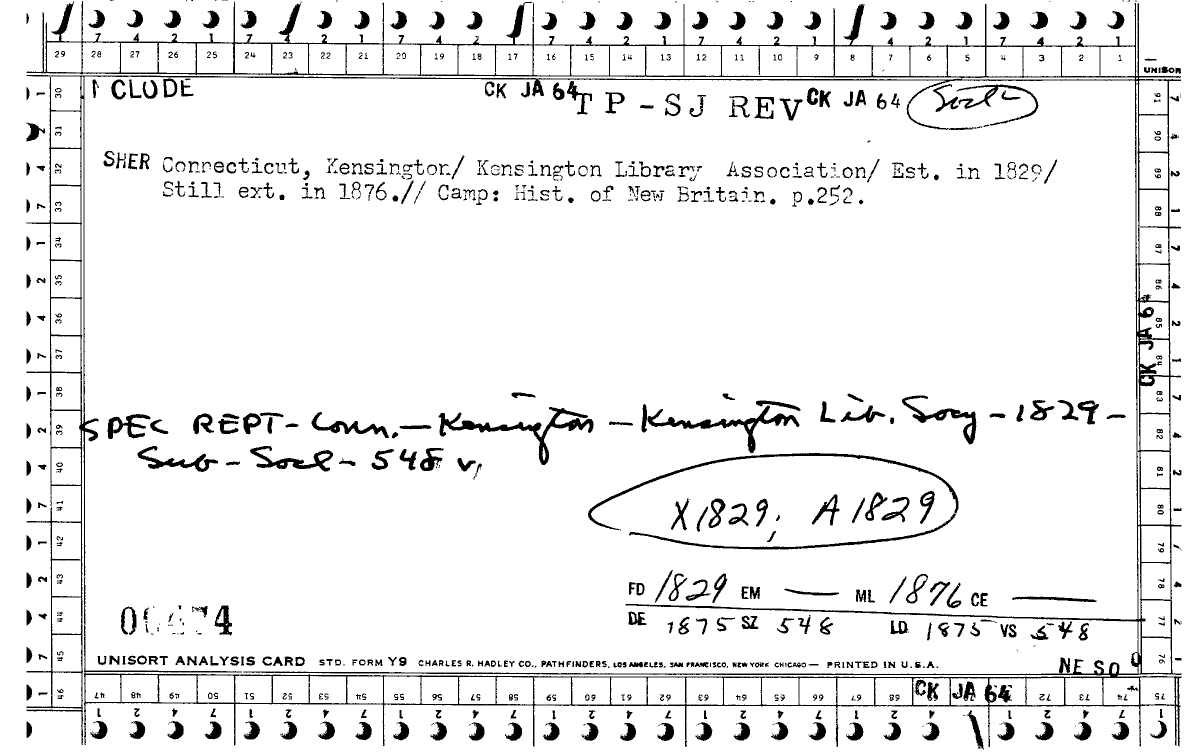 7 4 2 1 7 4 2 1 7 4 2 1 7 4 2 1 7 4 2 1 7 4 2 1 7 4 2 1
29 28 27 26 25 24 23 22 21 20 19 18 17 16 15 14 13 12 11 10 9 8 7 6 5 4 3 2 1
UNISOR
CLUDE CK JA 64 TP-SJ REV CK JA 64 Socl
SHER Connecticut, Kensington/ Kensington Library Association/ Est. in 1829/
Still ext. in 1876.// Camp: Hist. of New Britain. p.252.
CK JA 64
SPEC REPT - Conn. - Kensington - Kensington Lib. Socy - 1829 -
Sub - Socl - 548 v.
X1829; A1829
FD 1829 EM — ML 1876 CE —
DE 1875 SZ 548 LD 1875 VS 548
UNISORT ANALYSIS CARD STD. FORM Y9 CHARLES R. HADLEY CO., PATHFINDERS, LOS ANGELES, SAN FRANCISCO, NEW YORK CHICAGO — PRINTED IN U.S.A.
NE SO
30 31 32 33 34 35 36 37 38 39 40 41 42 43 44 45 46
91 90 89 88 87 86 85 84 83 82 81 80 79 78 77 76 75
47 48 49 50 51 52 53 54 55 56 57 58 59 60 61 62 63 64 65 66 67 68 CK JA 64 72 73 74 75
1 2 4 7 1 2 4 7 1 2 4 7 1 2 4 7 1 2 4 7 1 2 4 7 1 2 4 7 1